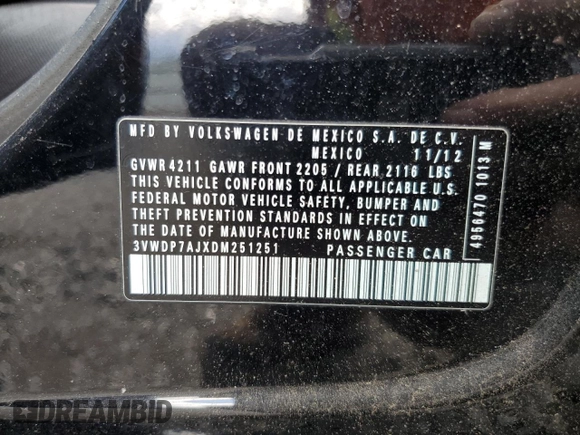 MFD BY VOLKSWAGEN DE MEXICO S.A. DE C.V.
MEXICO 11/12
GVWR 4211 GAWR FRONT 2205 / REAR 2116 LBS
THIS VEHICLE CONFORMS TO ALL APPLICABLE U.S.
FEDERAL MOTOR VEHICLE SAFETY, BUMPER AND
THEFT PREVENTION STANDARDS IN EFFECT ON
THE DATE OF MANUFACTURE SHOWN ABOVE.
3VWDP7AJXDM251251 PASSENGER CAR
4956470 1013 M
DREAMBID